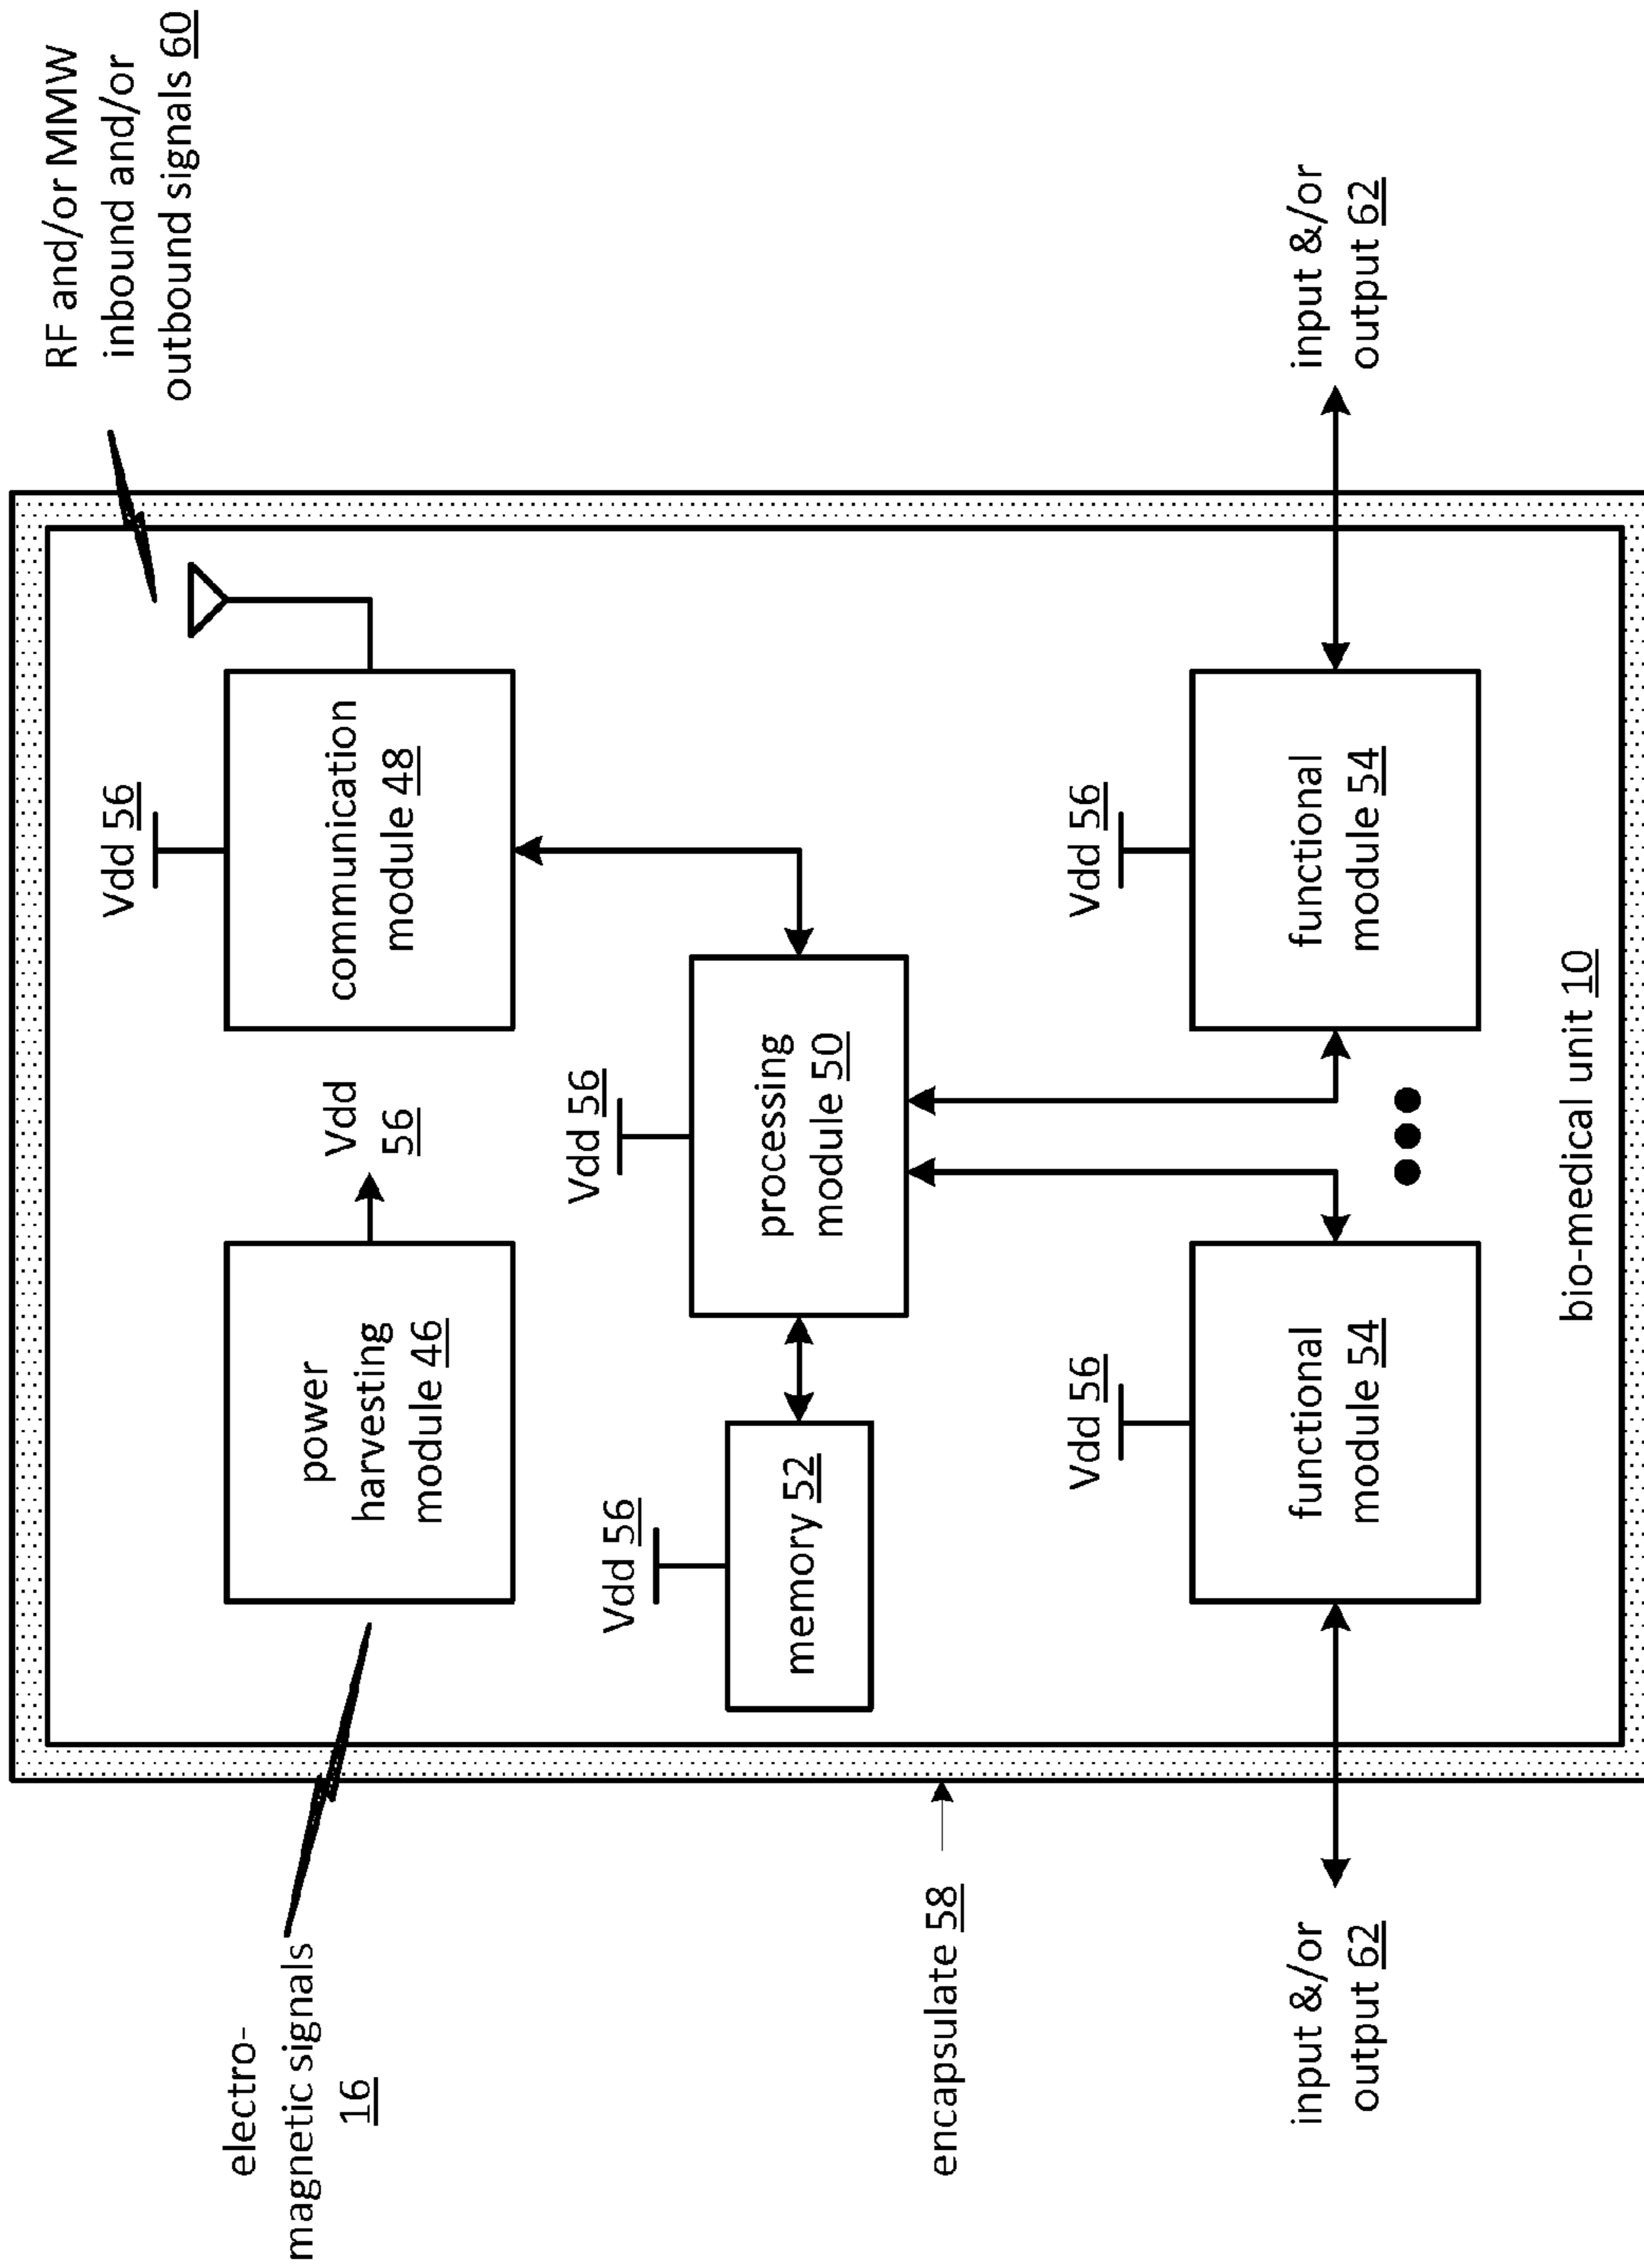 RF and/or MMW
inbound and/or
outbound signals 60
electro-
magnetic signals
16
power
harvesting
module 46
Vdd
56
Vdd 56
communication
module 48
Vdd 56
memory 52
Vdd 56
processing
module 50
encapsulate 58
Vdd 56
functional
module 54
Vdd 56
functional
module 54
input &/or
output 62
input &/or
output 62
bio-medical unit 10